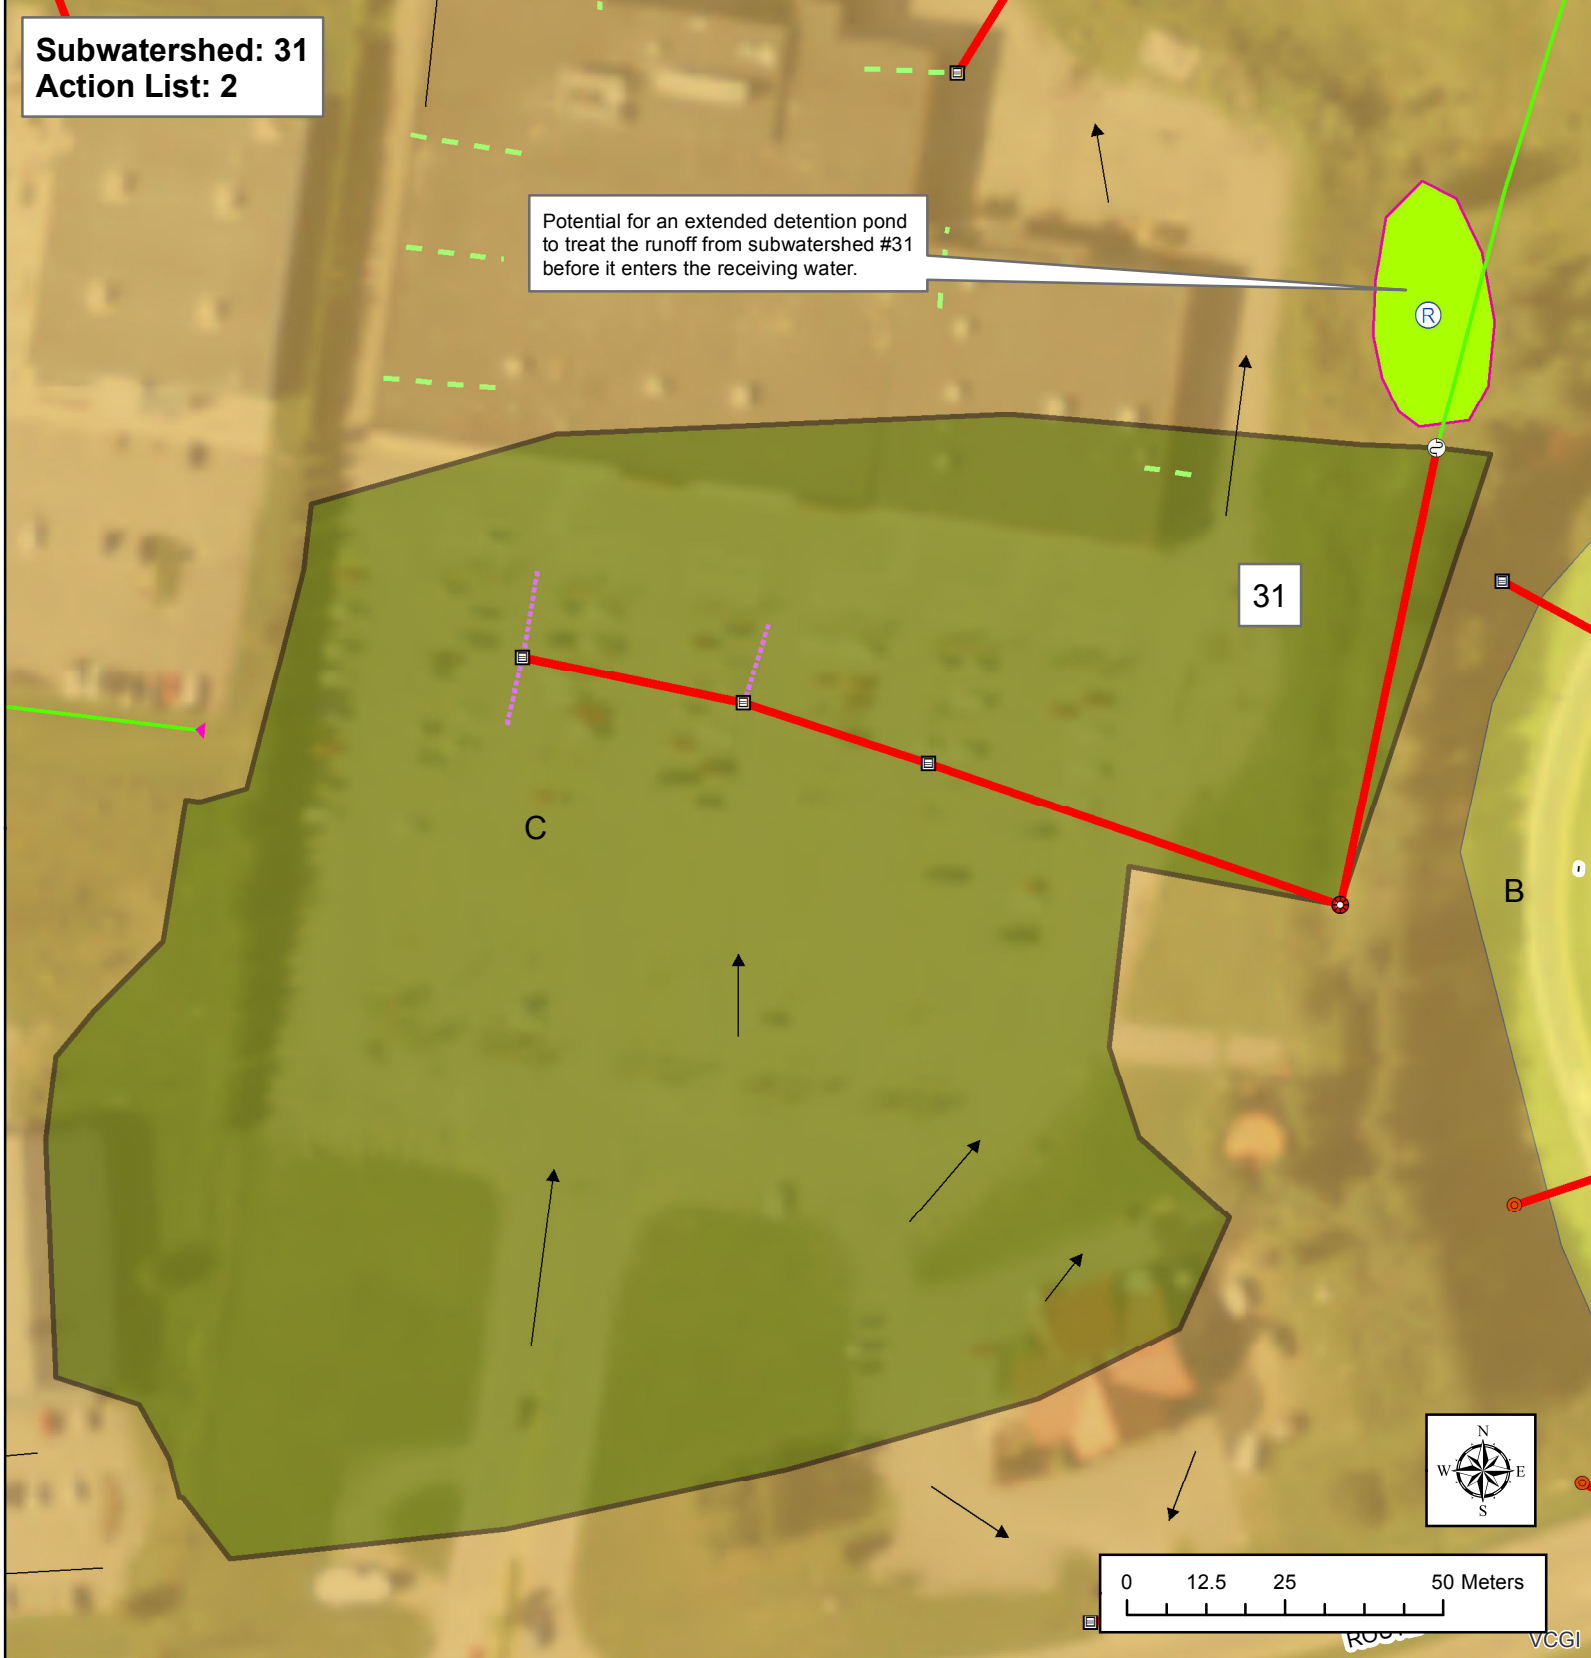 Subwatershed: 31
Action List: 2
Potential for an extended detention pond
to treat the runoff from subwatershed #31
before it enters the receiving water.
R
31
C
B
N
W E
S
0 12.5 25 50 Meters
VCGI